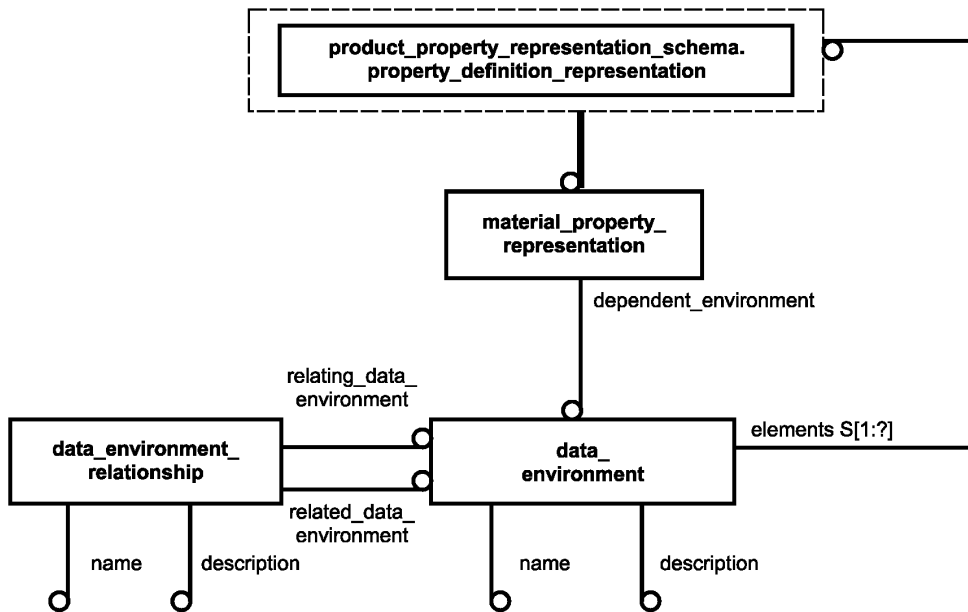 product_property_representation_schema.
property_definition_representation
material_property_
representation
dependent_environment
relating_data_
environment
data_environment_
relationship
data_
environment
elements S[1:?]
related_data_
environment
name
description
name
description